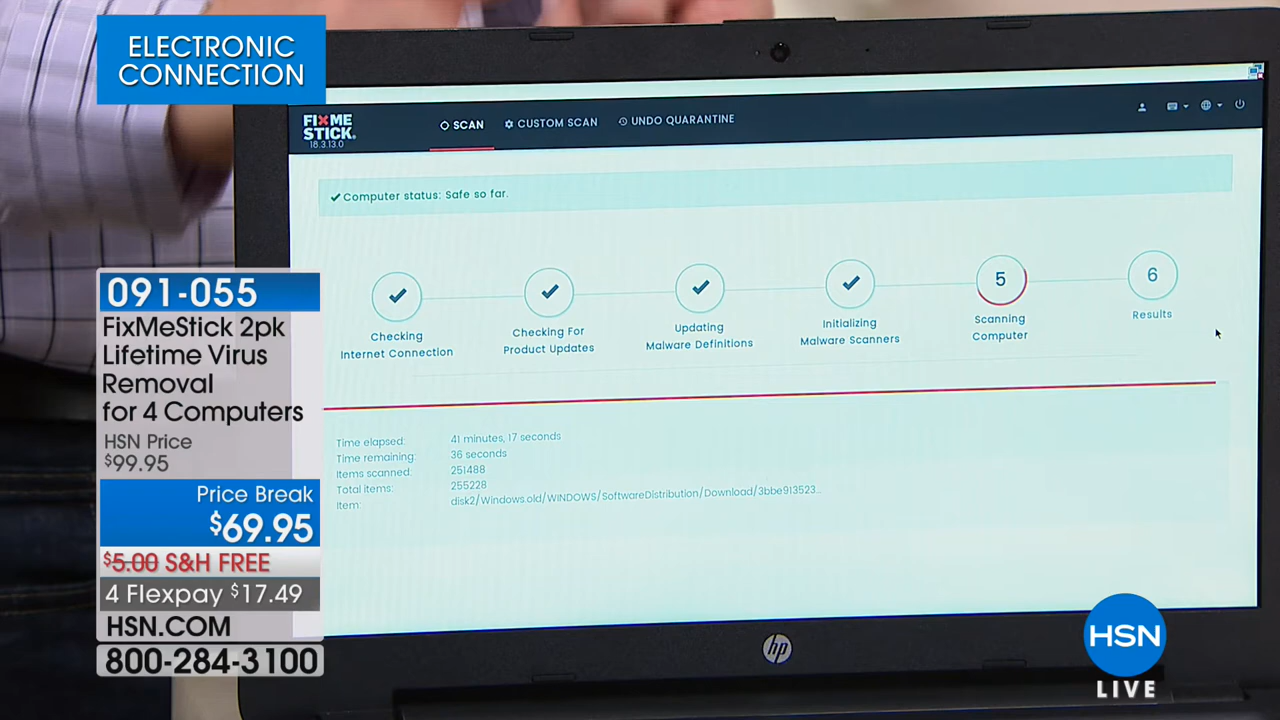 ELECTRONIC
CONNECTION
FIXME
STICK.
18.3.13.0
SCAN
CUSTOM SCAN
UNDO QUARANTINE
Computer status: Safe so far.
Checking
Internet Connection
Checking For
Product Updates
Updating
Malware Definitions
Initializing
Malware Scanners
5
Scanning
Computer
6
Results
Time elapsed: 41 minutes, 17 seconds
Time remaining: 36 seconds
Items scanned: 251488
Total items: 255228
Item: disk2/Windows.old/WINDOWS/SoftwareDistribution/Download/3bbe913523...
hp
091-055
FixMeStick 2pk
Lifetime Virus
Removal
for 4 Computers
HSN Price
$99.95
Price Break
$69.95
$5.00 S&H FREE
4 Flexpay $17.49
HSN.COM
800-284-3100
HSN
LIVE